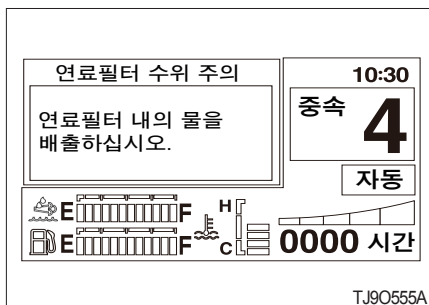 연료필터 수위 주의
연료필터 내의 물을
배출하십시오.
10:30
중속
4
자동
E F
E F
H
C
0000 시간
TJ9O555A